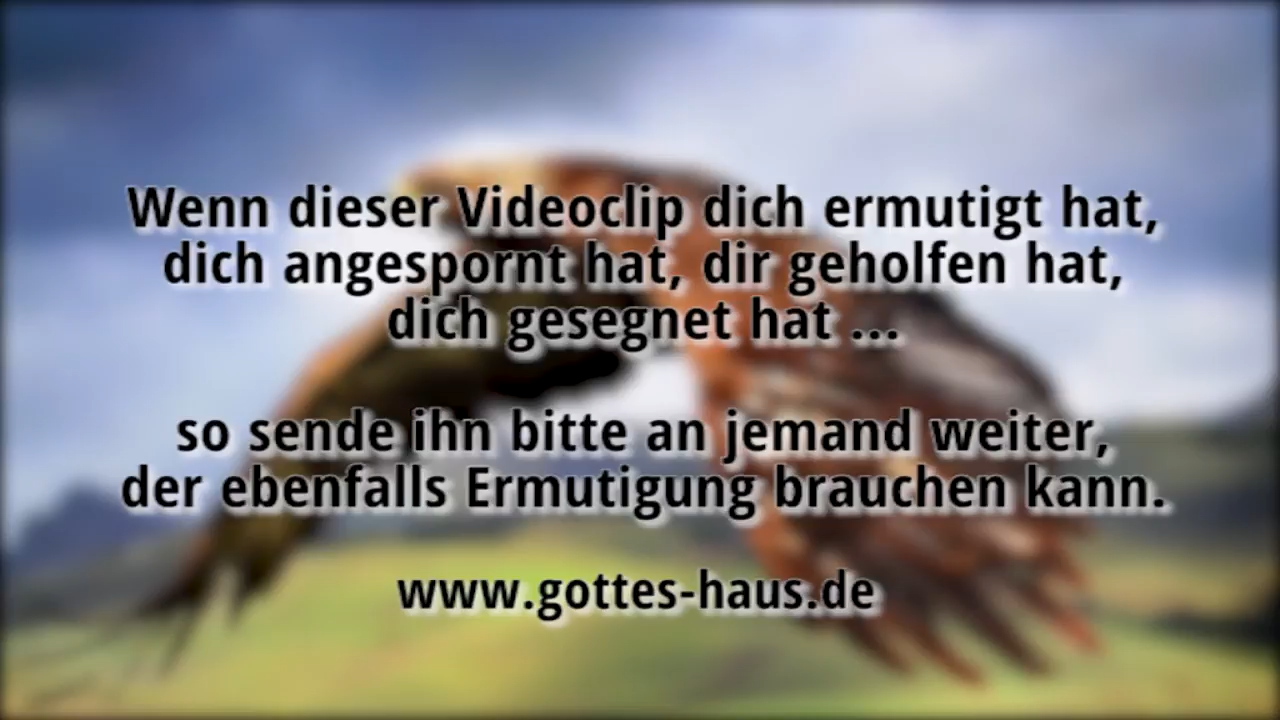 Wenn dieser Videoclip dich ermutigt hat,
dich angespornt hat, dir geholfen hat,
dich gesegnet hat ...
so sende ihn bitte an jemand weiter,
der ebenfalls Ermutigung brauchen kann.
www.gottes-haus.de